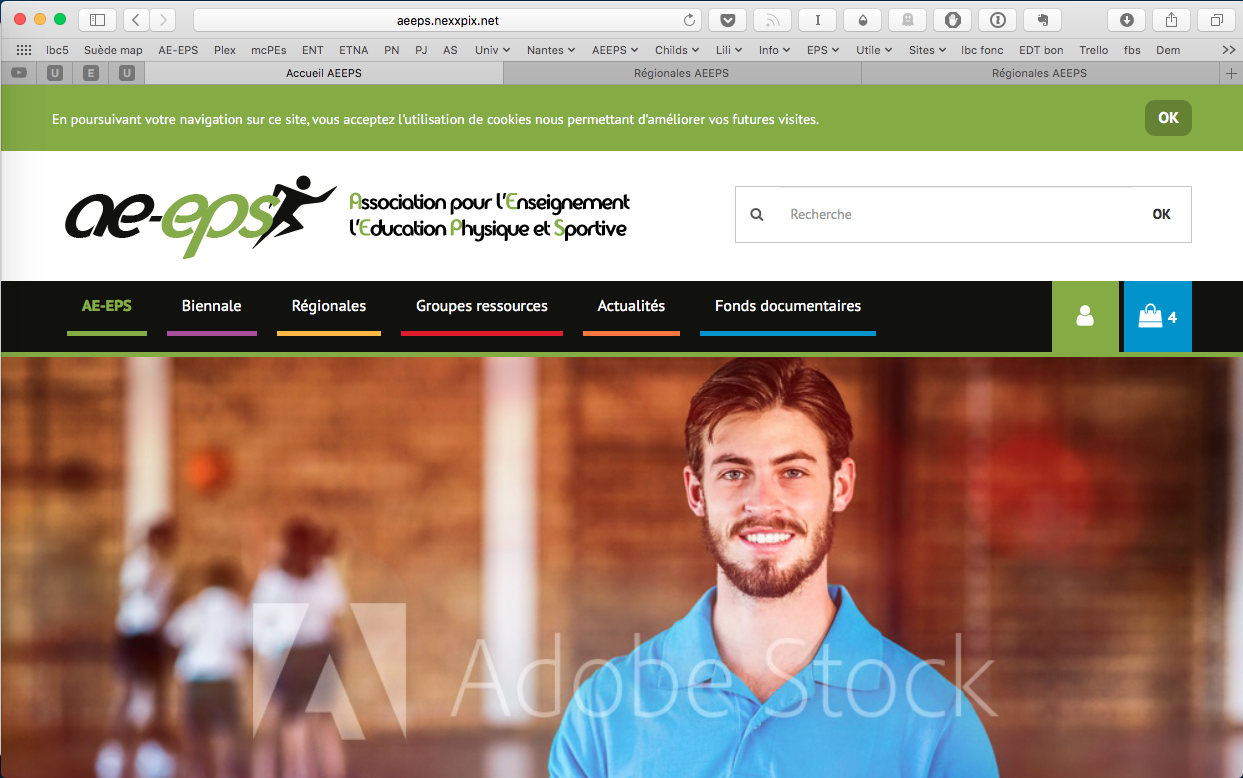 aeeps.nexxpix.net
lbc5 Suède map AE-EPS Plex mcPEs ENT ETNA PN PJ AS Univ Nantes AEEPS Childs Lili Info EPS Utile Sites lbc fonc EDT bon Trello fbs Dem
U E U Accueil AEEPS Régionales AEEPS Régionales AEEPS
En poursuivant votre navigation sur ce site, vous acceptez l'utilisation de cookies nous permettant d'améliorer vos futures visites. OK
ae-eps
Association pour l'Enseignement
l'Education Physique et Sportive
Recherche OK
AE-EPS Biennale Régionales Groupes ressources Actualités Fonds documentaires 4
Adobe Stock